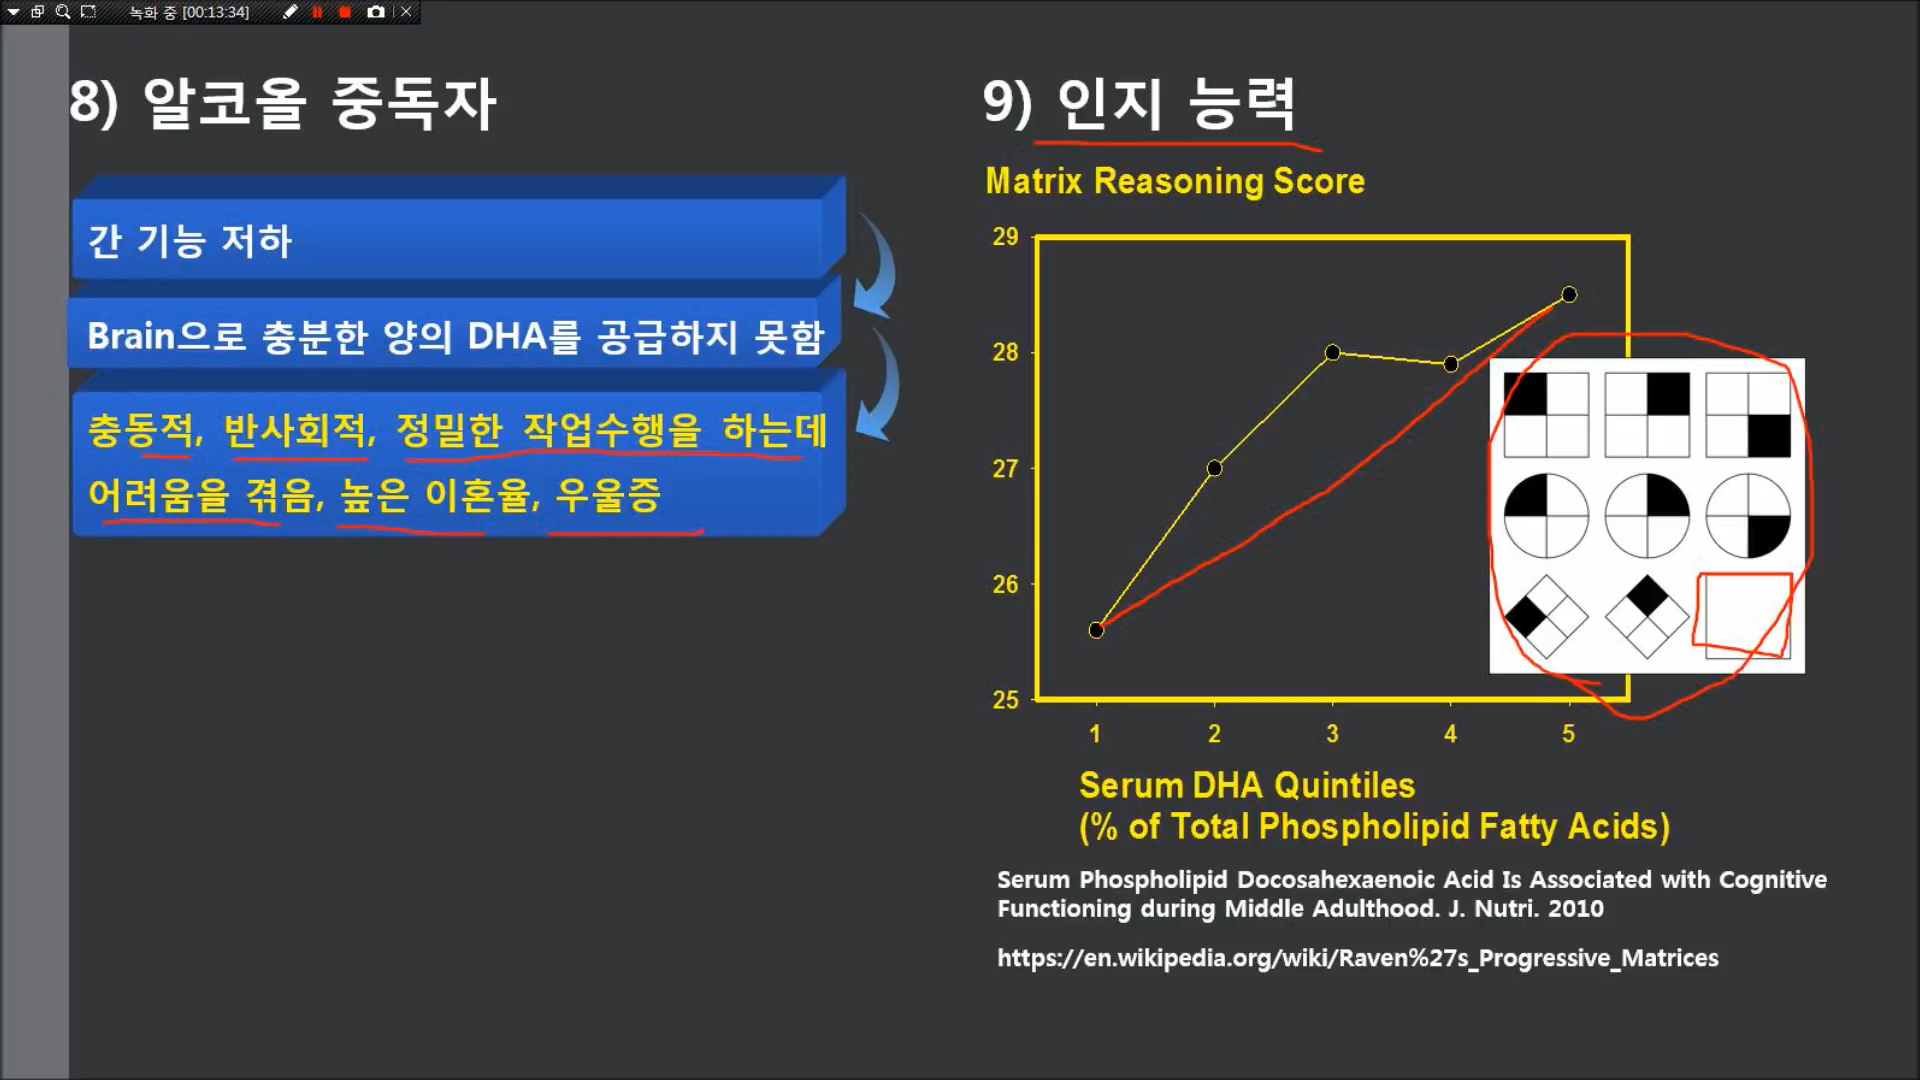 녹화 중 [00:13:34]
8) 알코올 중독자
간 기능 저하
Brain으로 충분한 양의 DHA를 공급하지 못함
충동적, 반사회적, 정밀한 작업수행을 하는데
어려움을 겪음, 높은 이혼율, 우울증
9) 인지 능력
Matrix Reasoning Score
29
28
27
26
25
1 2 3 4 5
Serum DHA Quintiles
(% of Total Phospholipid Fatty Acids)
Serum Phospholipid Docosahexaenoic Acid Is Associated with Cognitive
Functioning during Middle Adulthood. J. Nutri. 2010
https://en.wikipedia.org/wiki/Raven%27s_Progressive_Matrices